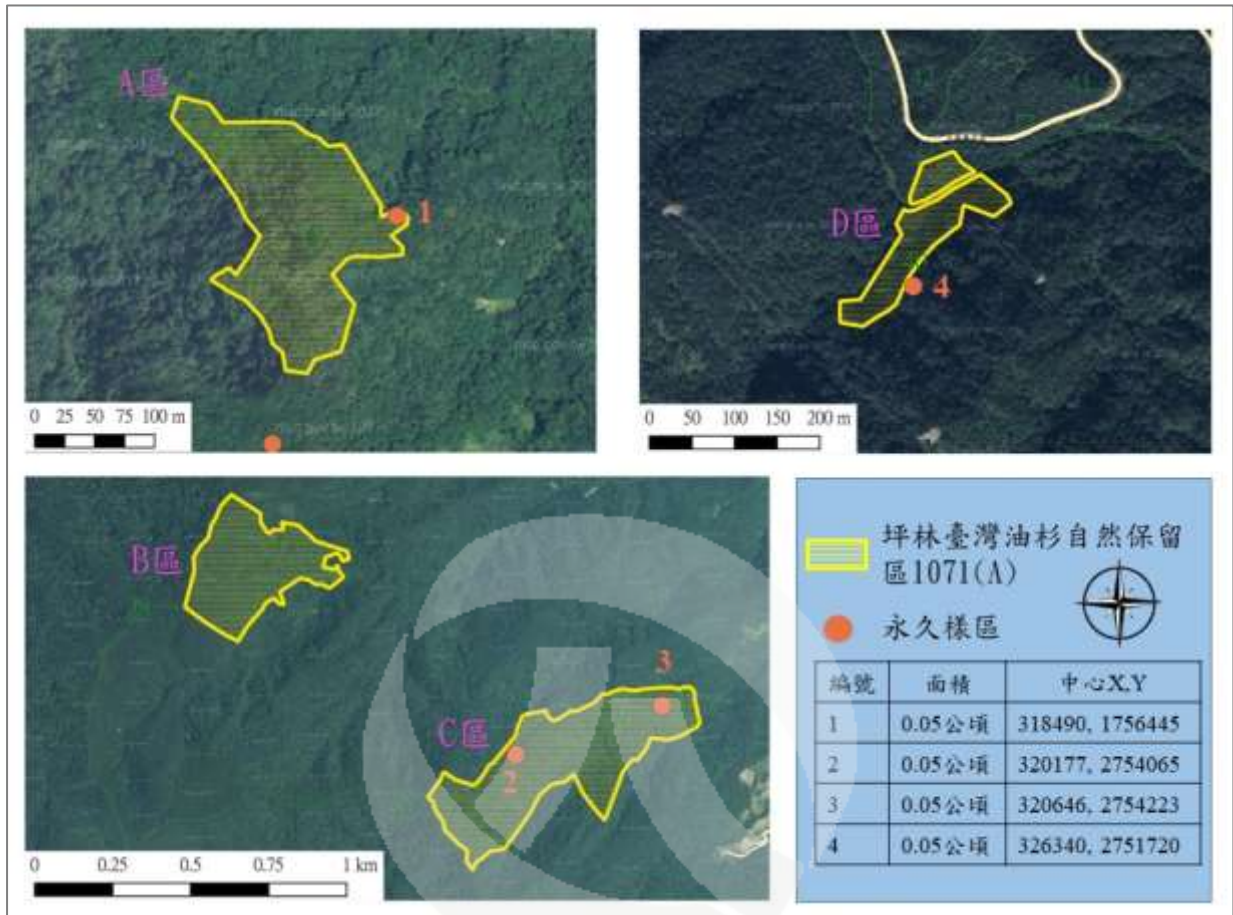 A區
1
0 25 50 75 100 m
D區
4
0 50 100 150 200 m
B區
C區
2
3
0 0.25 0.5 0.75 1 km
坪林臺灣油杉自然保留
區1071(A)
永久樣區
編號 面積 中心X,Y
1 0.05公頃 318490, 1756445
2 0.05公頃 320177, 2754065
3 0.05公頃 320646, 2754223
4 0.05公頃 326340, 2751720